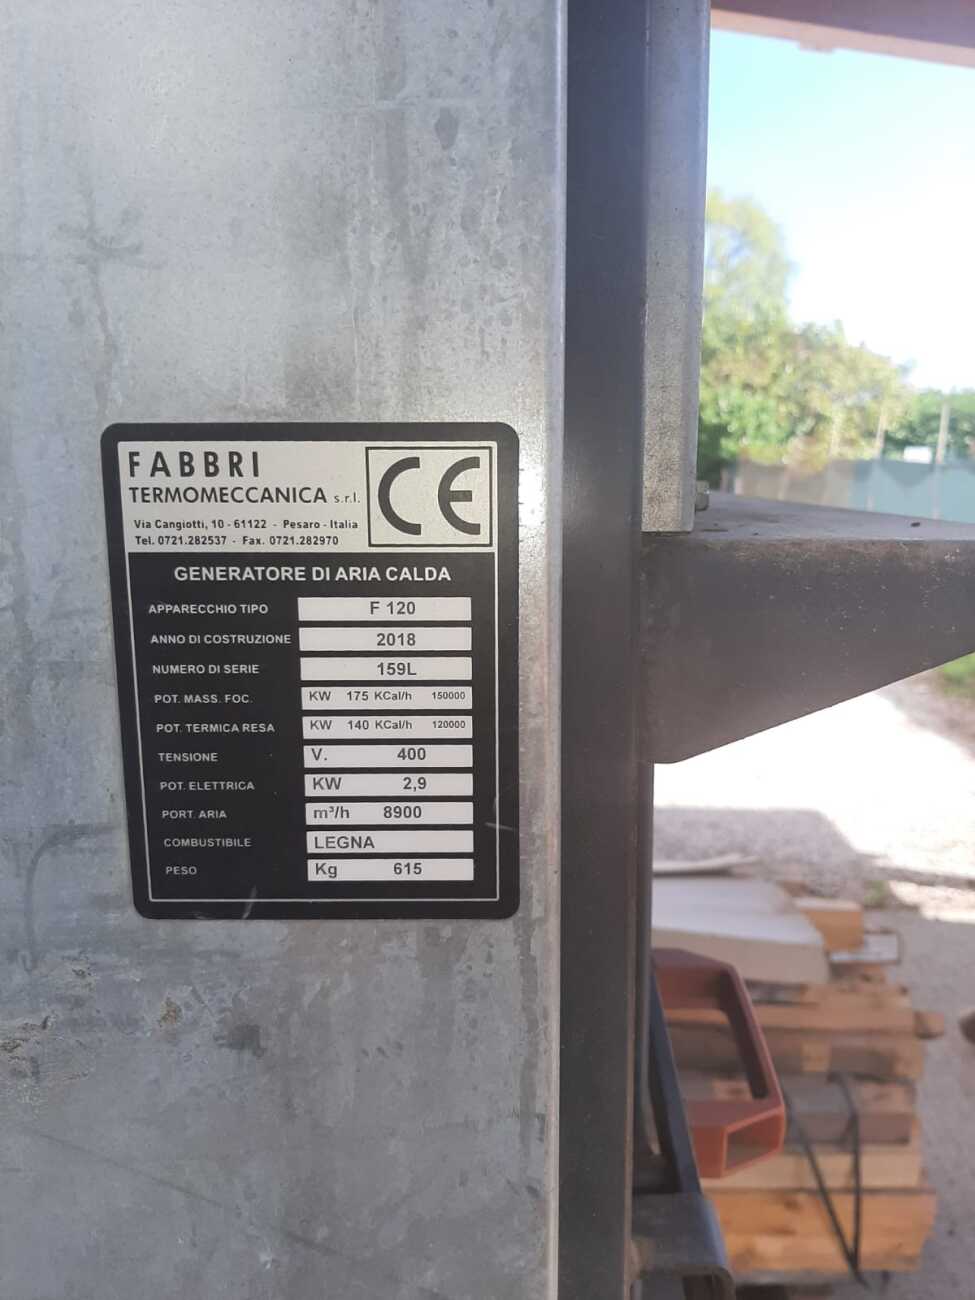 FABBRI
TERMOMECCANICA s.r.l.
CE
Via Cangiotti, 10 - 61122 - Pesaro - Italia
Tel. 0721.282537 - Fax. 0721.282970
GENERATORE DI ARIA CALDA
APPARECCHIO TIPO F 120
ANNO DI COSTRUZIONE 2018
NUMERO DI SERIE 159L
POT. MASS. FOC. KW 175 KCal/h 150000
POT. TERMICA RESA KW 140 KCal/h 120000
TENSIONE V. 400
POT. ELETTRICA KW 2,9
PORT. ARIA m³/h 8900
COMBUSTIBILE LEGNA
PESO Kg 615